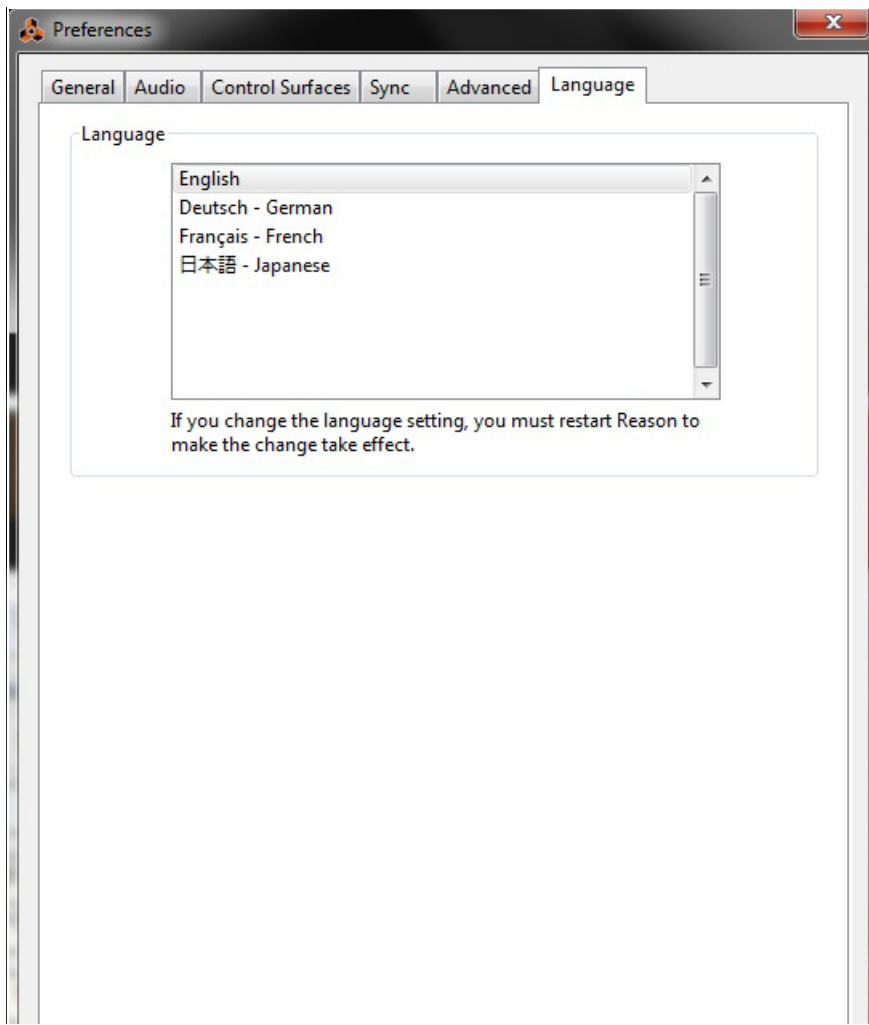 Preferences
General Audio Control Surfaces Sync Advanced Language
Language
English
Deutsch - German
Français - French
日本語 - Japanese
If you change the language setting, you must restart Reason to
make the change take effect.